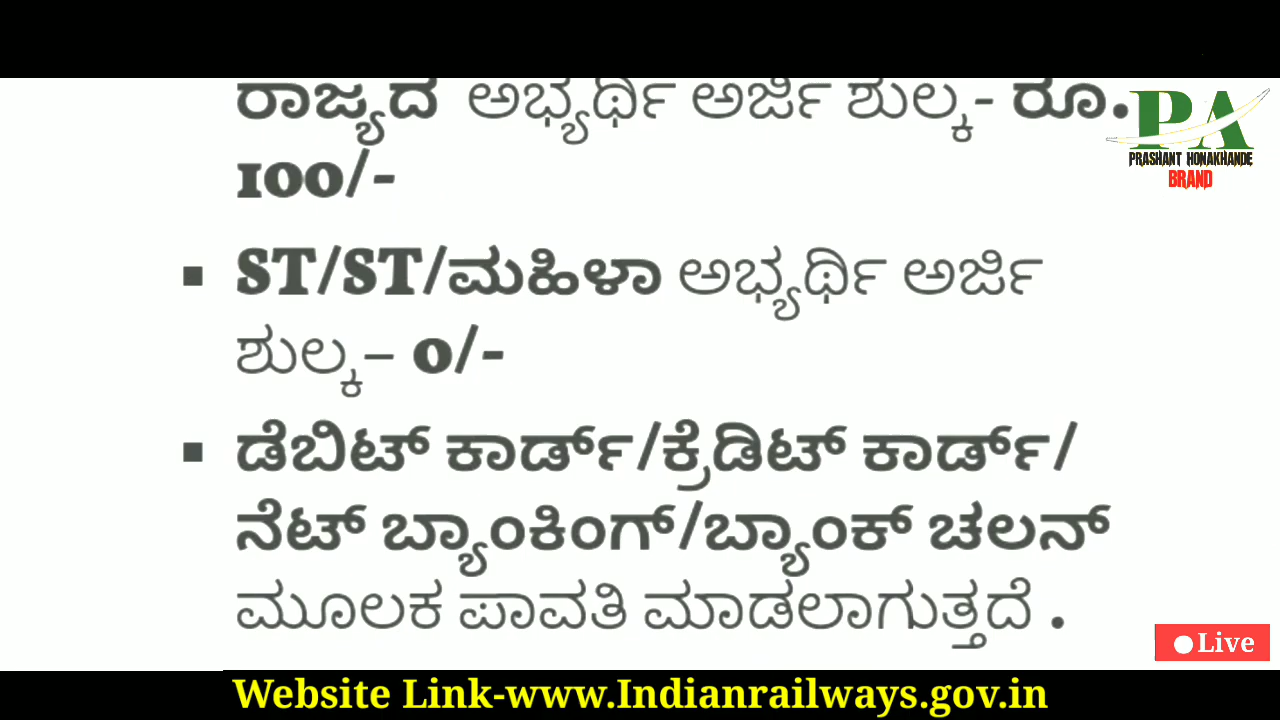 ರಾಜ್ಯದ ಅಭ್ಯರ್ಥಿ ಅರ್ಜಿ ಶುಲ್ಕ- ರೂ.
100/-
PA
PRASHANT HONAKHANDE
BRAND
▪ ST/ST/ಮಹಿಳಾ ಅಭ್ಯರ್ಥಿ ಅರ್ಜಿ
ಶುಲ್ಕ– 0/-
▪ ಡೆಬಿಟ್ ಕಾರ್ಡ್/ಕ್ರೆಡಿಟ್ ಕಾರ್ಡ್/
ನೆಟ್ ಬ್ಯಾಂಕಿಂಗ್/ಬ್ಯಾಂಕ್ ಚಲನ್
ಮೂಲಕ ಪಾವತಿ ಮಾಡಲಾಗುತ್ತದೆ .
Live
Website Link-www.Indianrailways.gov.in